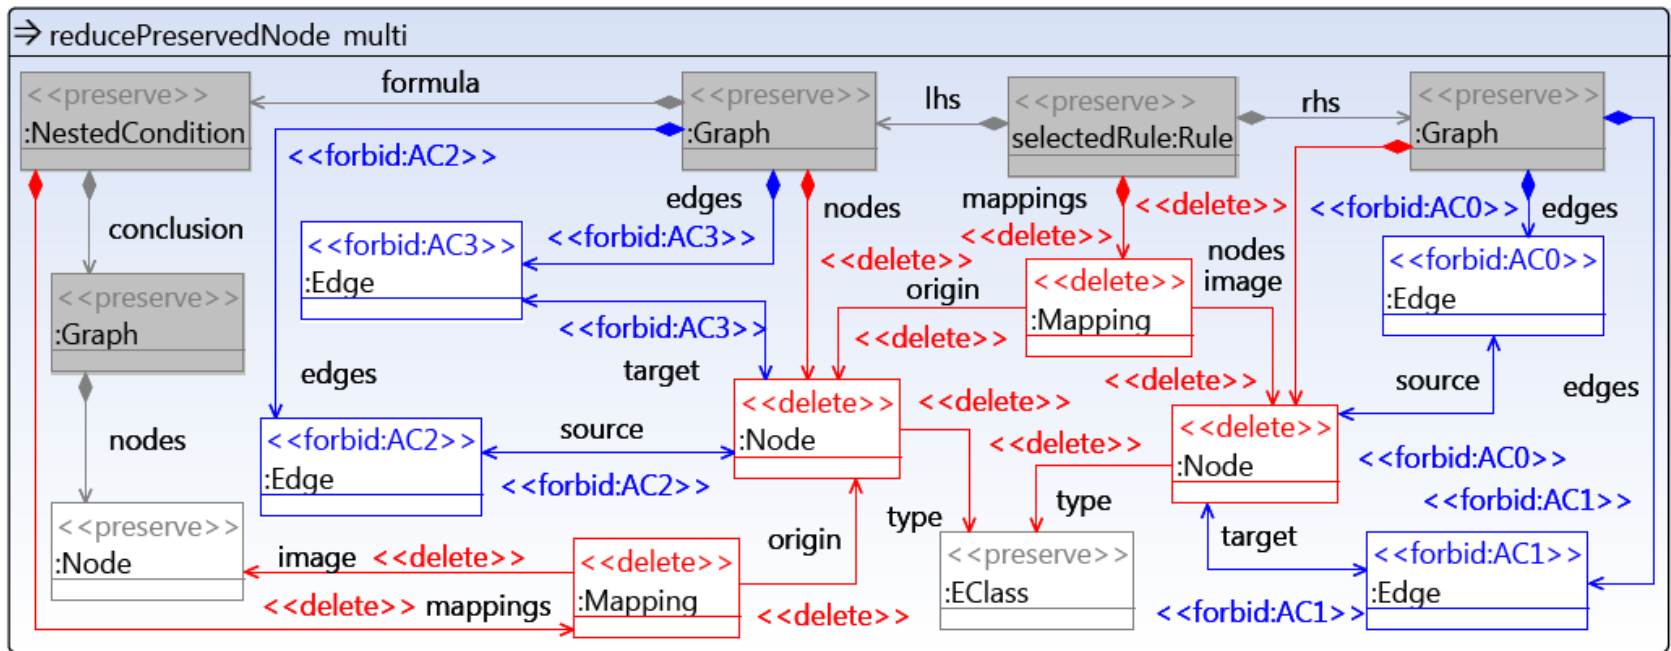 ⇒ reducePreservedNode multi
<<preserve>>
:NestedCondition
formula
<<preserve>>
:Graph
lhs
<<preserve>>
selectedRule:Rule
rhs
<<preserve>>
:Graph
<<forbid:AC2>>
conclusion
edges
<<forbid:AC3>>
nodes
<<delete>>
mappings
<<delete>>
<<delete>>
nodes
image
<<forbid:AC0>>
edges
<<forbid:AC3>>
:Edge
<<forbid:AC0>>
:Edge
<<preserve>>
:Graph
<<forbid:AC3>>
target
origin
<<delete>>
<<delete>>
:Mapping
<<delete>>
source
edges
edges
nodes
<<forbid:AC2>>
:Edge
source
<<forbid:AC2>>
<<delete>>
:Node
<<delete>>
<<delete>>
<<delete>>
:Node
<<forbid:AC0>>
<<forbid:AC1>>
<<preserve>>
:Node
image
<<delete>>
<<delete>>
mappings
<<delete>>
:Mapping
origin
<<delete>>
type
type
<<preserve>>
:EClass
target
<<forbid:AC1>>
<<forbid:AC1>>
:Edge